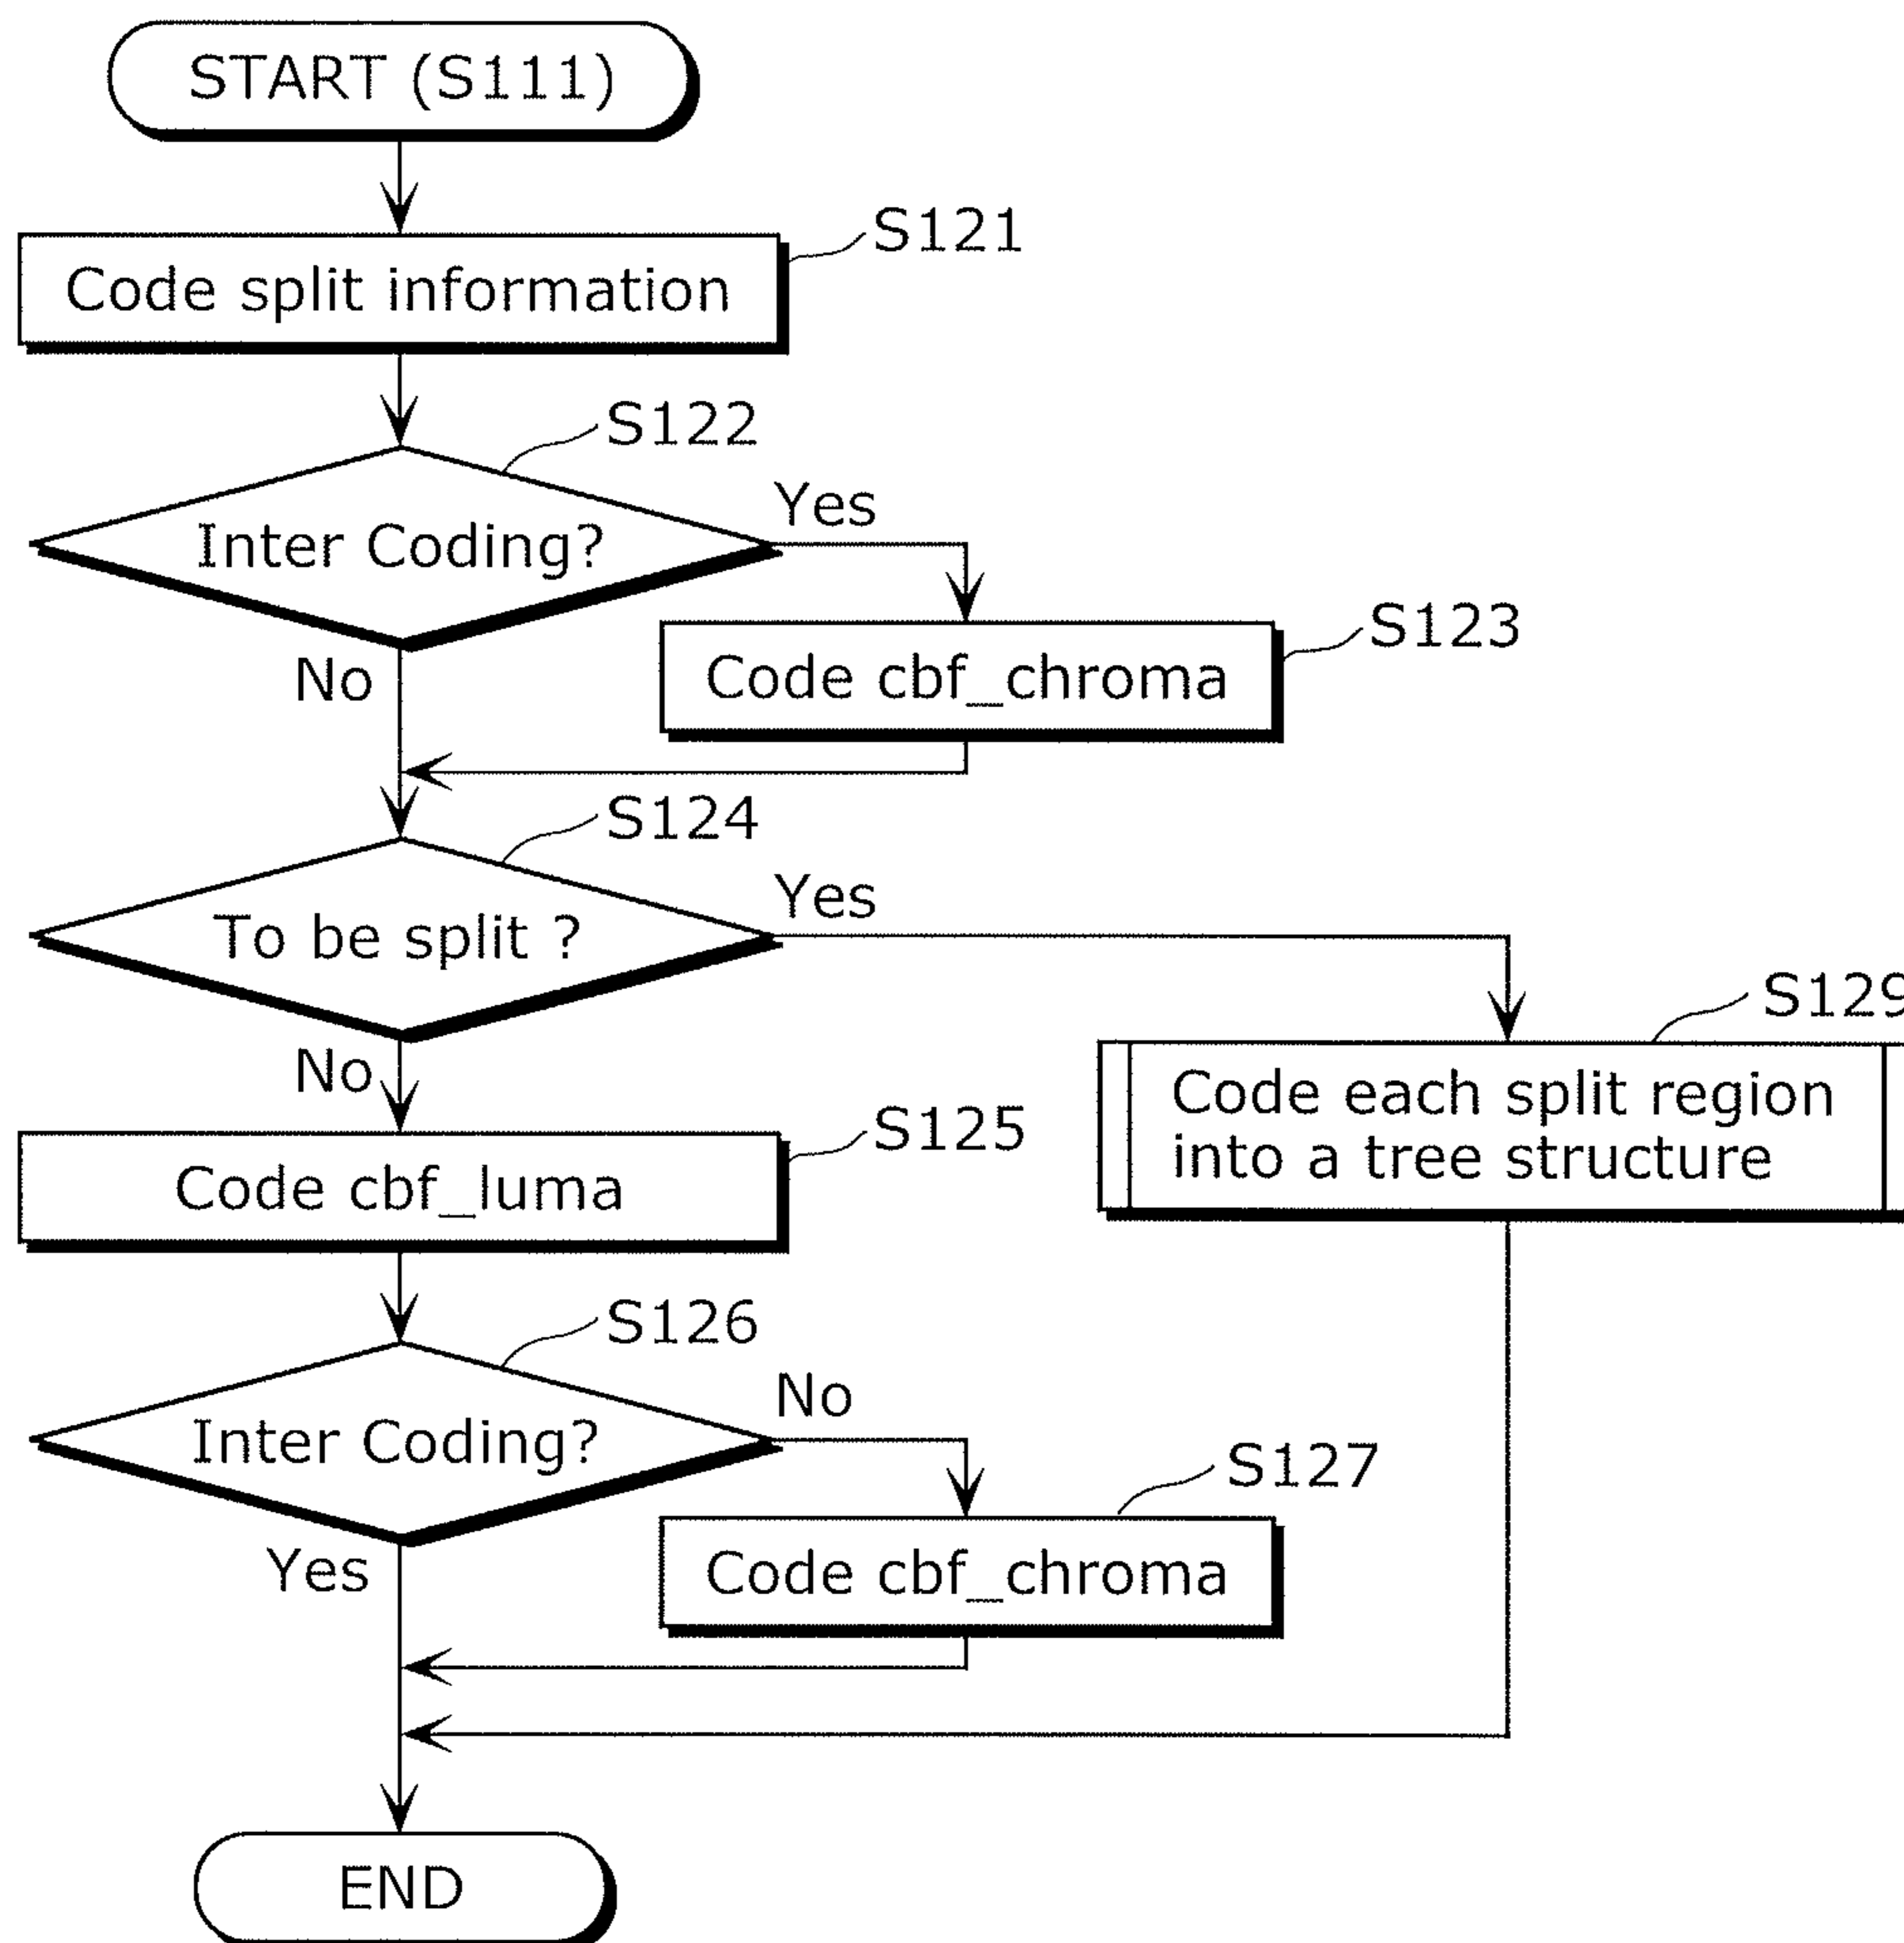 START (S111)
S121
Code split information
S122
Yes
Inter Coding?
S123
No
Code cbf_chroma
S124
Yes
To be split ?
S129
No
Code each split region
into a tree structure
S125
Code cbf_luma
S126
No
Inter Coding?
S127
Yes
Code cbf_chroma
END